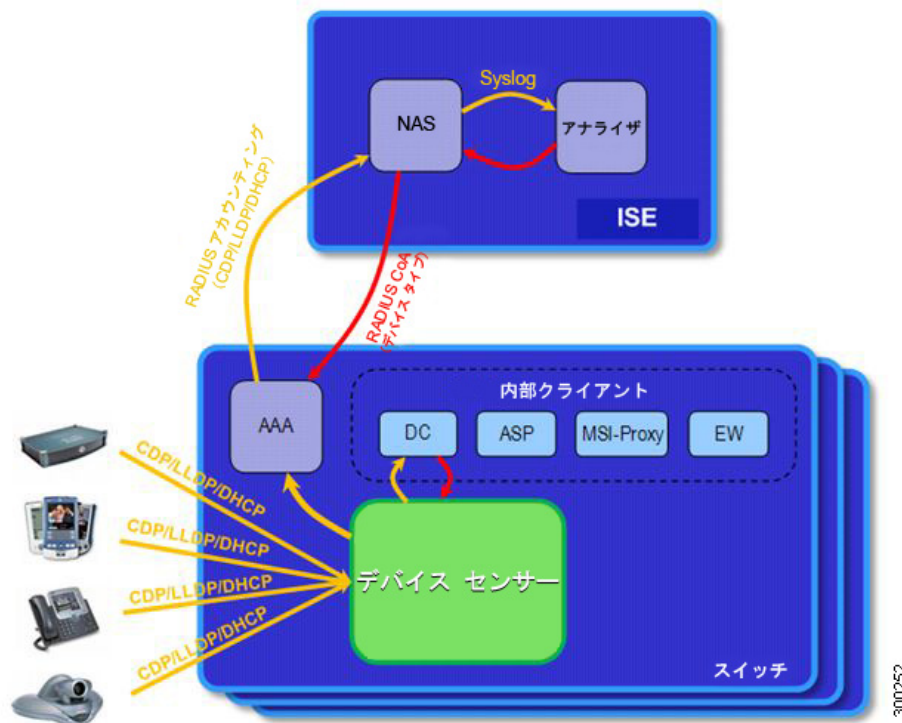 Syslog
NAS
アナライザ
ISE
RADIUS アカウンティング
(CDP/LLDP/DHCP)
RADIUS CoA
(デバイス タイプ)
内部クライアント
AAA
DC
ASP
MSI-Proxy
EW
CDP/LLDP/DHCP
CDP/LLDP/DHCP
CDP/LLDP/DHCP
CDP/LLDP/DHCP
デバイス センサー
スイッチ
300252